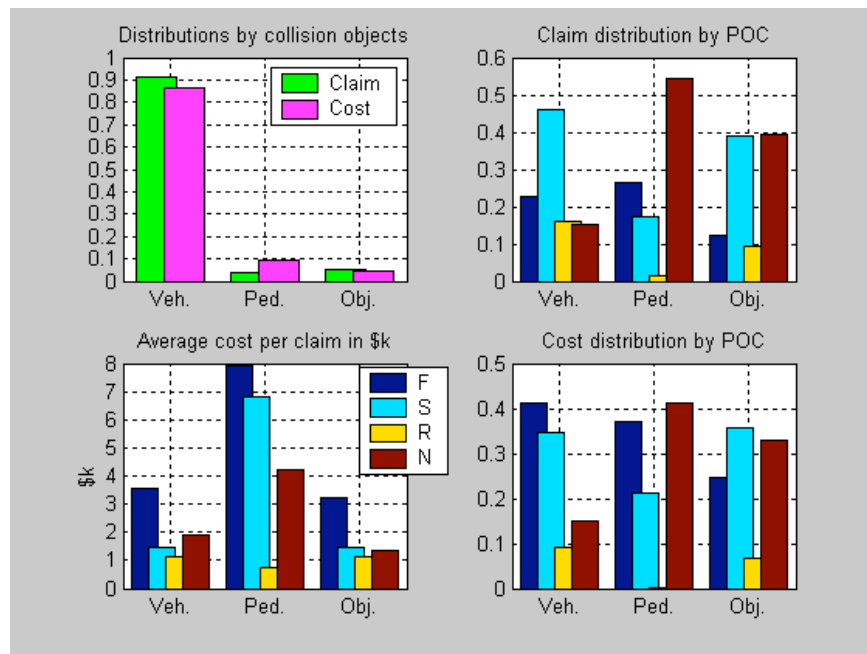 Distributions by collision objects
1
0.9
0.8
0.7
0.6
0.5
0.4
0.3
0.2
0.1
0
Claim
Cost
Veh. Ped. Obj.
Claim distribution by POC
0.6
0.5
0.4
0.3
0.2
0.1
0
Veh. Ped. Obj.
Average cost per claim in $k
$k
8
7
6
5
4
3
2
1
0
F
S
R
N
Veh. Ped. Obj.
Cost distribution by POC
0.5
0.4
0.3
0.2
0.1
0
Veh. Ped. Obj.